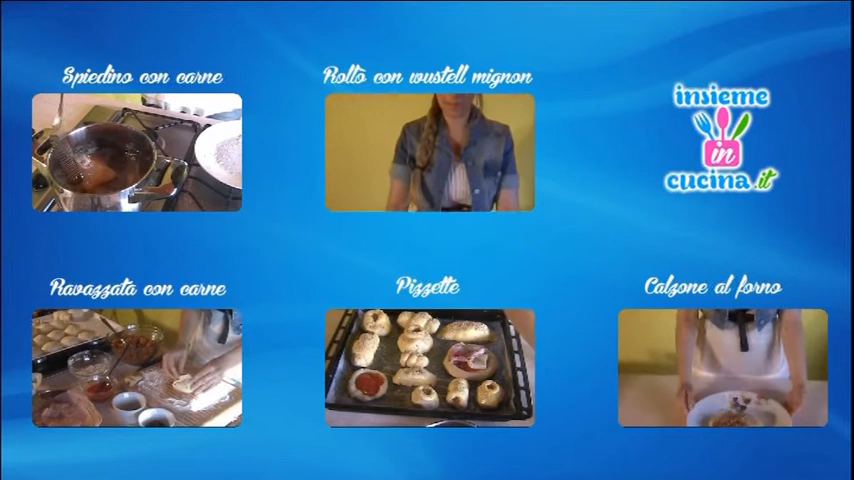 Spiedino con carne
Rollò con wustell mignon
insieme
in
cucina.it
Ravazzata con carne
Pizzette
Calzone al forno